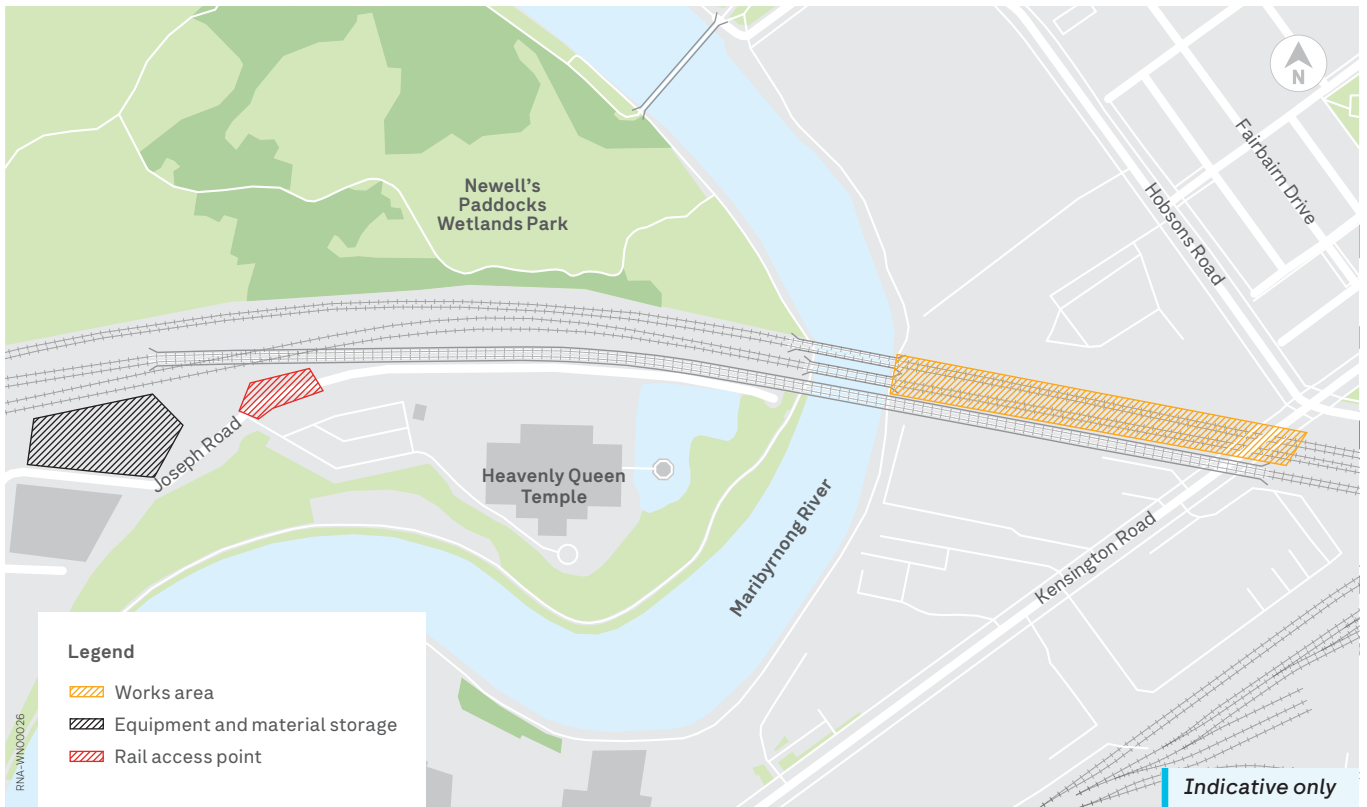 N
Fairbairn Drive
Hobsons Road
Newell's
Paddocks
Wetlands Park
Joseph Road
Heavenly Queen
Temple
Maribyrnong River
Kensington Road
Legend
Works area
Equipment and material storage
Rail access point
RNA-WN00026
Indicative only